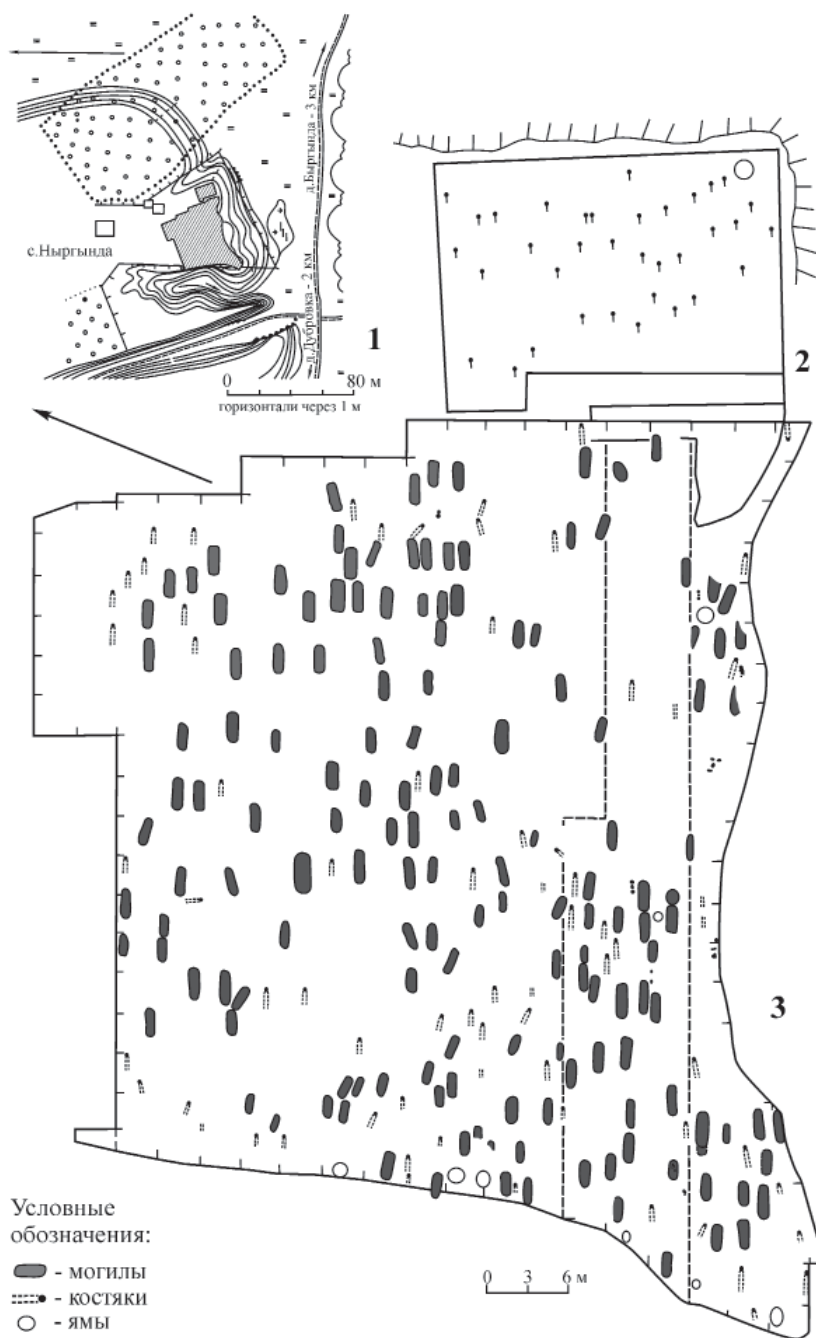 с.Ныргында
д.Быргында - 3 км
д.Дубровка - 2 км
1
0 80 м
горизонтали через 1 м
2
3
Условные
обозначения:
- могилы
- костяки
- ямы
0 3 6 м